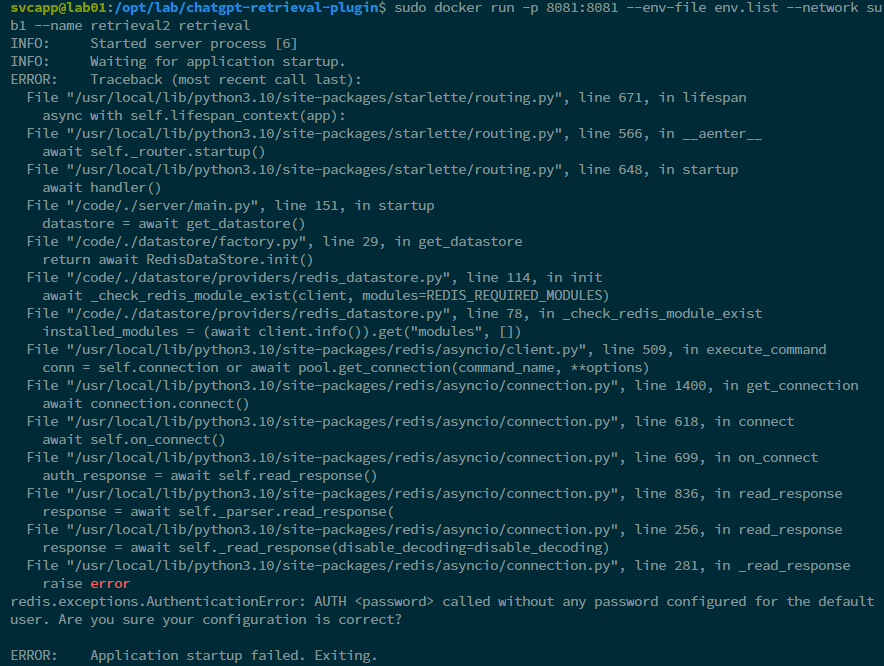 svcapp@lab01:/opt/lab/chatgpt-retrieval-plugin$ sudo docker run -p 8081:8081 --env-file env.list --network su
b1 --name retrieval2 retrieval
INFO:     Started server process [6]
INFO:     Waiting for application startup.
ERROR:    Traceback (most recent call last):
  File "/usr/local/lib/python3.10/site-packages/starlette/routing.py", line 671, in lifespan
    async with self.lifespan_context(app):
  File "/usr/local/lib/python3.10/site-packages/starlette/routing.py", line 566, in __aenter__
    await self._router.startup()
  File "/usr/local/lib/python3.10/site-packages/starlette/routing.py", line 648, in startup
    await handler()
  File "/code/./server/main.py", line 151, in startup
    datastore = await get_datastore()
  File "/code/./datastore/factory.py", line 29, in get_datastore
    return await RedisDataStore.init()
  File "/code/./datastore/providers/redis_datastore.py", line 114, in init
    await _check_redis_module_exist(client, modules=REDIS_REQUIRED_MODULES)
  File "/code/./datastore/providers/redis_datastore.py", line 78, in _check_redis_module_exist
    installed_modules = (await client.info()).get("modules", [])
  File "/usr/local/lib/python3.10/site-packages/redis/asyncio/client.py", line 509, in execute_command
    conn = self.connection or await pool.get_connection(command_name, **options)
  File "/usr/local/lib/python3.10/site-packages/redis/asyncio/connection.py", line 1400, in get_connection
    await connection.connect()
  File "/usr/local/lib/python3.10/site-packages/redis/asyncio/connection.py", line 618, in connect
    await self.on_connect()
  File "/usr/local/lib/python3.10/site-packages/redis/asyncio/connection.py", line 699, in on_connect
    auth_response = await self.read_response()
  File "/usr/local/lib/python3.10/site-packages/redis/asyncio/connection.py", line 836, in read_response
    response = await self._parser.read_response(
  File "/usr/local/lib/python3.10/site-packages/redis/asyncio/connection.py", line 256, in read_response
    response = await self._read_response(disable_decoding=disable_decoding)
  File "/usr/local/lib/python3.10/site-packages/redis/asyncio/connection.py", line 281, in _read_response
    raise error
redis.exceptions.AuthenticationError: AUTH <password> called without any password configured for the default
user. Are you sure your configuration is correct?

ERROR:    Application startup failed. Exiting.